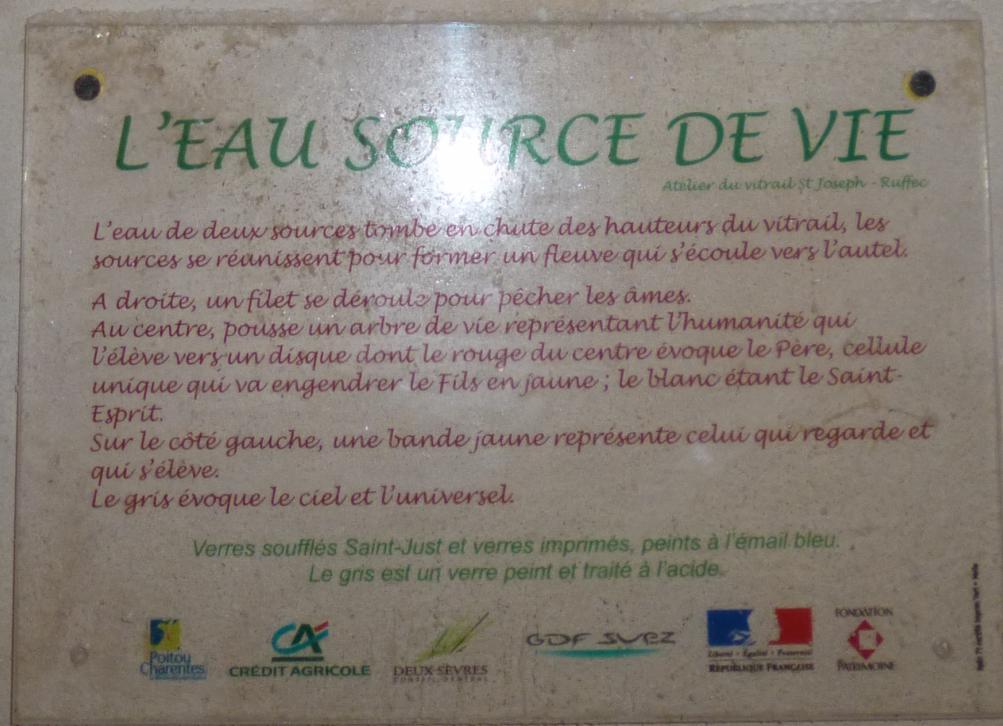 L'EAU SOURCE DE VIE
Atelier du vitrail St Joseph - Ruffec
L'eau de deux sources tombe en chute des hauteurs du vitrail, les
sources se réunissent pour former un fleuve qui s'écoule vers l'autel.
A droite, un filet se déroule pour pêcher les âmes.
Au centre, pousse un arbre de vie représentant l'humanité qui
l'élève vers un disque dont le rouge du centre évoque le Père, cellule
unique qui va engendrer le Fils en jaune ; le blanc étant le Saint-
Esprit.
Sur le côté gauche, une bande jaune représente celui qui regarde et
qui s'élève.
Le gris évoque le ciel et l'universel.
Verres soufflés Saint-Just et verres imprimés, peints à l'émail bleu.
Le gris est un verre peint et traité à l'acide.
Poitou
Charentes
CA
CRÉDIT AGRICOLE
DEUX-SÈVRES
CONSEIL GÉNÉRAL
GDF SUEZ
Liberté • Égalité • Fraternité
RÉPUBLIQUE FRANÇAISE
FONDATION
PATRIMOINE